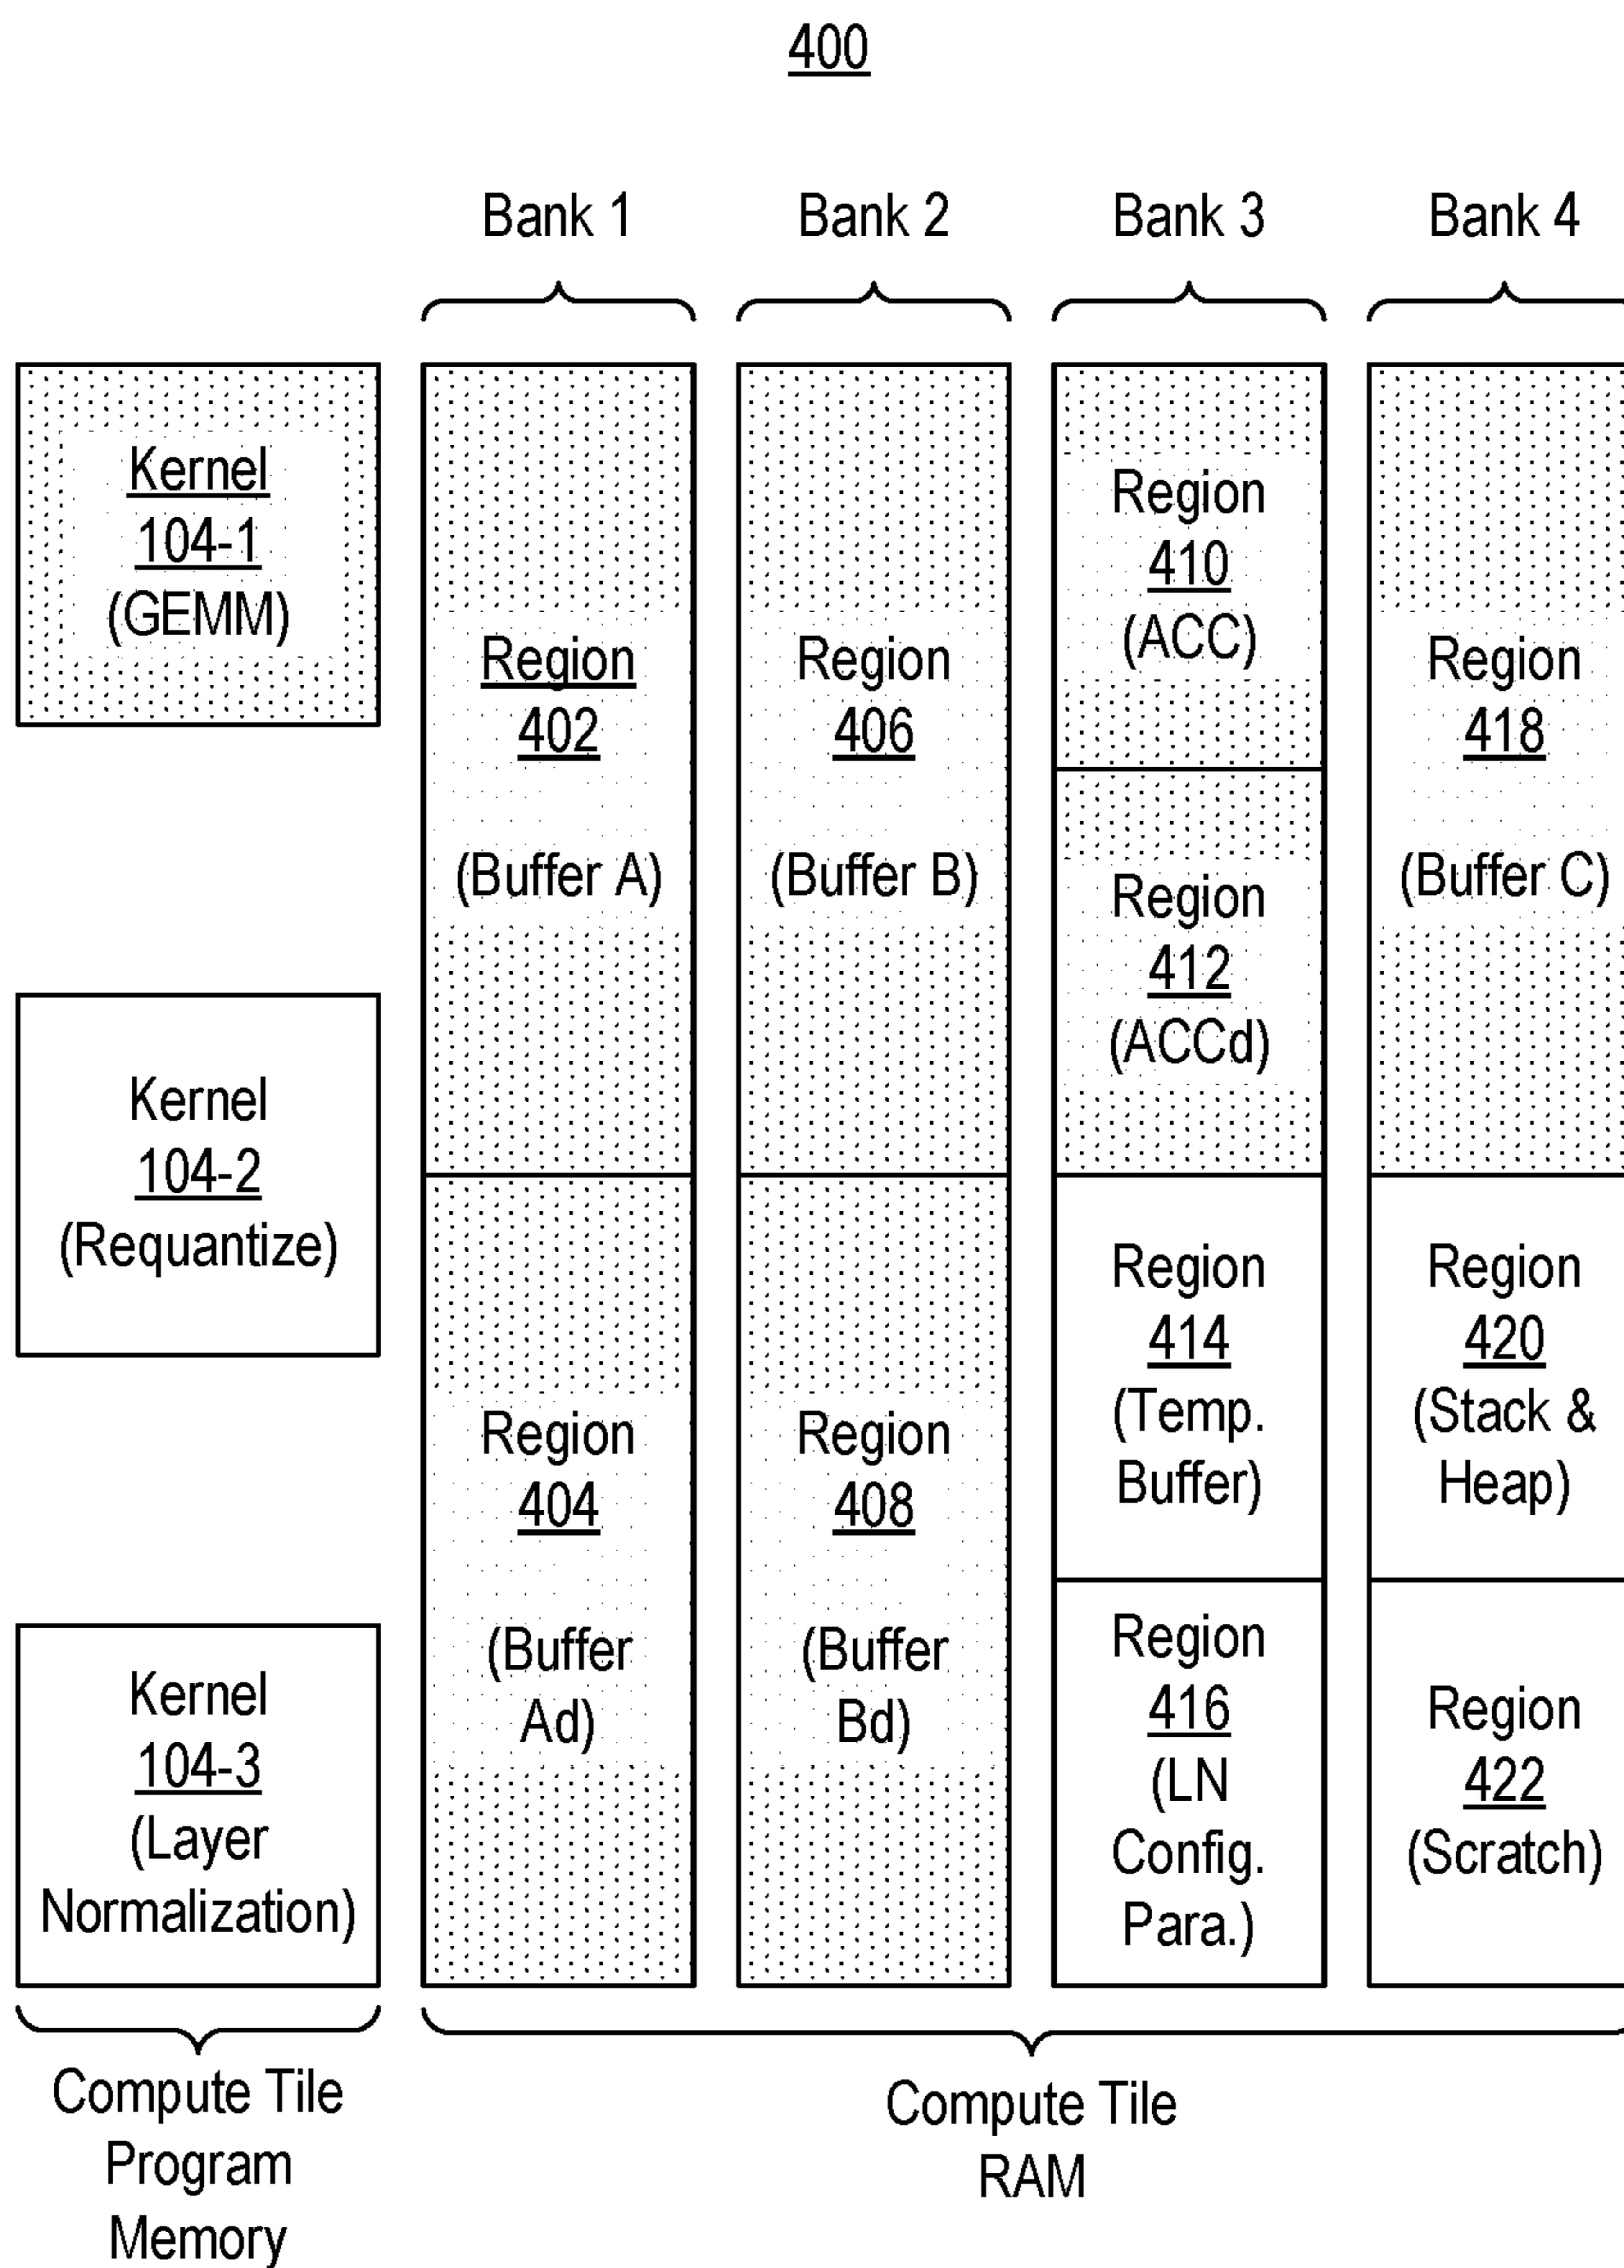 400
Bank 1
Bank 2
Bank 3
Bank 4
Kernel
104-1
(GEMM)
Kernel
104-2
(Requantize)
Kernel
104-3
(Layer
Normalization)
Region
402
(Buffer A)
Region
404
(Buffer
Ad)
Region
406
(Buffer B)
Region
408
(Buffer
Bd)
Region
410
(ACC)
Region
412
(ACCd)
Region
414
(Temp.
Buffer)
Region
416
(LN
Config.
Para.)
Region
418
(Buffer C)
Region
420
(Stack &
Heap)
Region
422
(Scratch)
Compute Tile
Program
Memory
Compute Tile
RAM